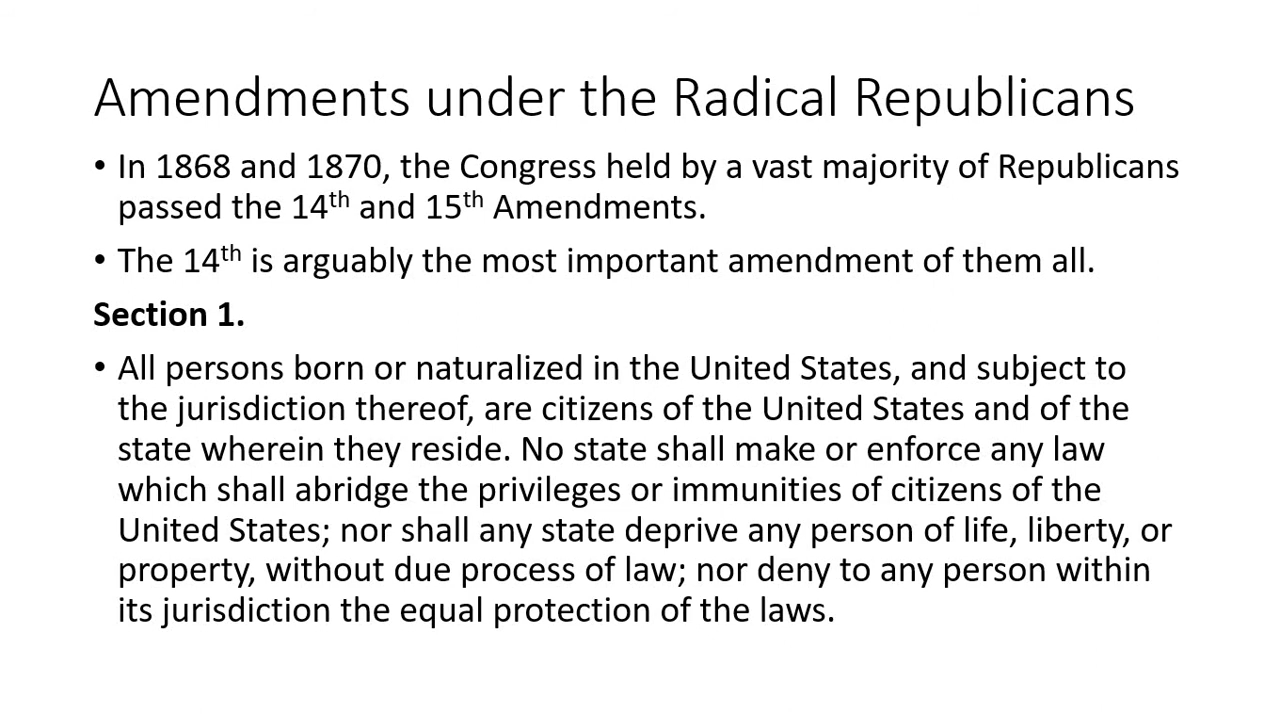 Amendments under the Radical Republicans
• In 1868 and 1870, the Congress held by a vast majority of Republicans
passed the 14th and 15th Amendments.
• The 14th is arguably the most important amendment of them all.
Section 1.
• All persons born or naturalized in the United States, and subject to
the jurisdiction thereof, are citizens of the United States and of the
state wherein they reside. No state shall make or enforce any law
which shall abridge the privileges or immunities of citizens of the
United States; nor shall any state deprive any person of life, liberty, or
property, without due process of law; nor deny to any person within
its jurisdiction the equal protection of the laws.